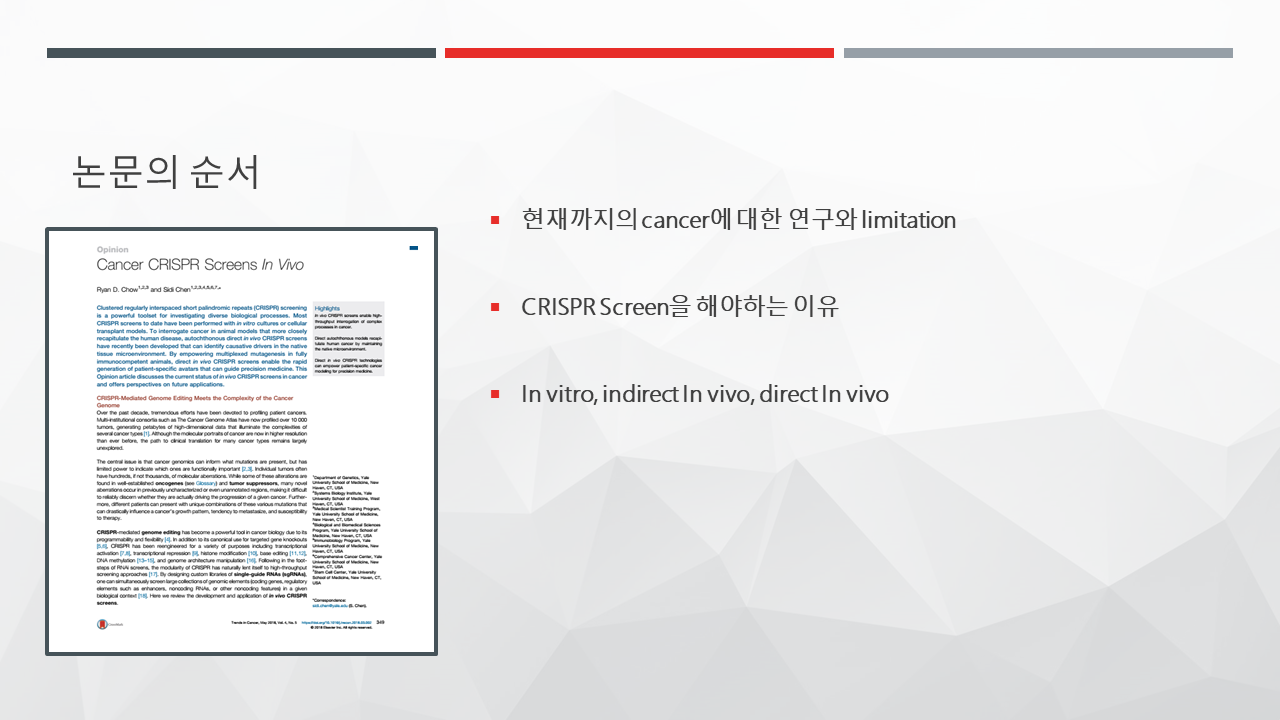 논문의 순서
Opinion
Cancer CRISPR Screens In Vivo
Ryan D. Chow1,2,3 and Sidi Chen1,2,3,4,5,6,7,*
Clustered regularly interspaced short palindromic repeats (CRISPR) screening
is a powerful toolset for investigating diverse biological processes. Most
CRISPR screens to date have been performed with in vitro cultures or cellular
transplant models. To interrogate cancer in animal models that more closely
recapitulate the human disease, autochthonous direct in vivo CRISPR screens
have recently been developed that can identify causative drivers in the native
tissue microenvironment. By empowering multiplexed mutagenesis in fully
immunocompetent animals, direct in vivo CRISPR screens enable the rapid
generation of patient-specific avatars that can guide precision medicine. This
Opinion article discusses the current status of in vivo CRISPR screens in cancer
and offers perspectives on future applications.
CRISPR-Mediated Genome Editing Meets the Complexity of the Cancer
Genome
Over the past decade, tremendous efforts have been devoted to profiling patient cancers.
Multi-institutional consortia such as The Cancer Genome Atlas have now profiled over 10 000
tumors, generating petabytes of high-dimensional data that illuminate the complexities of
several cancer types [1]. Although the molecular portraits of cancer are now in higher resolution
than ever before, the path to clinical translation for many cancer types remains largely
unexplored.
The central issue is that cancer genomics can inform what mutations are present, but has
limited power to indicate which ones are functionally important [2,3]. Individual tumors often
have hundreds, if not thousands, of molecular aberrations. While some of these alterations are
found in well-established oncogenes (see Glossary) and tumor suppressors, many novel
aberrations occur in previously uncharacterized or even unannotated regions, making it difficult
to reliably discern whether they are actually driving the progression of a given cancer. Further-
more, different patients can present with unique combinations of these various mutations that
can drastically influence a cancer's growth pattern, tendency to metastasize, and susceptibility
to therapy.
CRISPR-mediated genome editing has become a powerful tool in cancer biology due to its
programmability and flexibility [4]. In addition to its canonical use for targeted gene knockouts
[5,6], CRISPR has been reengineered for a variety of purposes including transcriptional
activation [7,8], transcriptional repression [9], histone modification [10], base editing [11,12],
DNA methylation [13–15], and genome architecture manipulation [16]. Following in the foot-
steps of RNAi screens, the modularity of CRISPR has naturally lent itself to high-throughput
screening approaches [17]. By designing custom libraries of single-guide RNAs (sgRNAs),
one can simultaneously screen large collections of genomic elements (coding genes, regulatory
elements such as enhancers, noncoding RNAs, or other noncoding features) in a given
biological context [18]. Here we review the development and application of in vivo CRISPR
screens.
Highlights
In vivo CRISPR screens enable high-
throughput interrogation of complex
processes in cancer.
Direct autochthonous models recapi-
tulate human cancer by maintaining
the native microenvironment.
Direct in vivo CRISPR technologies
can empower patient-specific cancer
modeling for precision medicine.
1Department of Genetics, Yale
University School of Medicine, New
Haven, CT, USA
2Systems Biology Institute, Yale
University School of Medicine, West
Haven, CT, USA
3Medical Scientist Training Program,
Yale University School of Medicine,
New Haven, CT, USA
4Biological and Biomedical Sciences
Program, Yale University School of
Medicine, New Haven, CT, USA
5Immunobiology Program, Yale
University School of Medicine, New
Haven, CT, USA
6Comprehensive Cancer Center, Yale
University School of Medicine, New
Haven, CT, USA
7Stem Cell Center, Yale University
School of Medicine, New Haven, CT,
USA
*Correspondence:
sidi.chen@yale.edu (S. Chen).
Trends in Cancer, May 2018, Vol. 4, No. 5
349
© 2018 Elsevier Inc. All rights reserved.
현재까지의 cancer에 대한 연구와 limitation
CRISPR Screen을 해야하는 이유
In vitro, indirect In vivo, direct In vivo